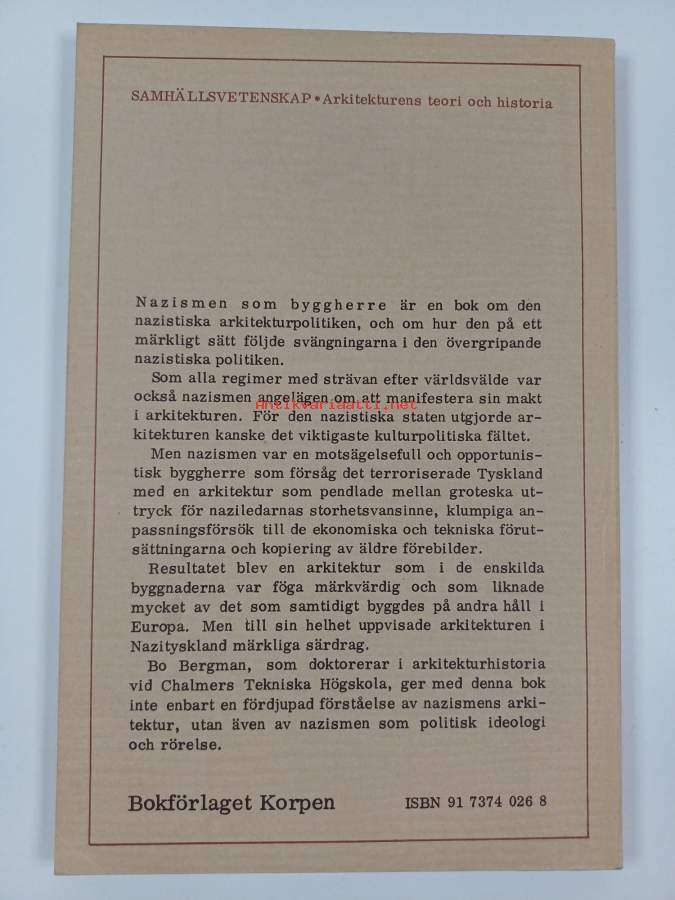 SAMHÄLLSVETENSKAP • Arkitekturens teori och historia
Nazismen som byggherre är en bok om den
nazistiska arkitekturpolitiken, och om hur den på ett
märkligt sätt följde svängningarna i den övergripande
nazistiska politiken.
Som alla regimer med strävan efter världsvälde var
också nazismen angelägen om att manifestera sin makt
antikvariaatti.net
i arkitekturen. För den nazistiska staten utgjorde ar-
kitekturen kanske det viktigaste kulturpolitiska fältet.
Men nazismen var en motsägelsefull och opportunis-
tisk byggherre som försåg det terroriserade Tyskland
med en arkitektur som pendlade mellan groteska ut-
tryck för naziledarnas storhetsvansinne, klumpiga an-
passningsförsök till de ekonomiska och tekniska förut-
sättningarna och kopiering av äldre förebilder.
Resultatet blev en arkitektur som i de enskilda
byggnaderna var föga märkvärdig och som liknade
mycket av det som samtidigt byggdes på andra håll i
Europa. Men till sin helhet uppvisade arkitekturen i
Nazityskland märkliga särdrag.
Bo Bergman, som doktorerar i arkitekturhistoria
vid Chalmers Tekniska Högskola, ger med denna bok
inte enbart en fördjupad förståelse av nazismens arki-
tektur, utan även av nazismen som politisk ideologi
och rörelse.
Bokförlaget Korpen
ISBN 91 7374 026 8